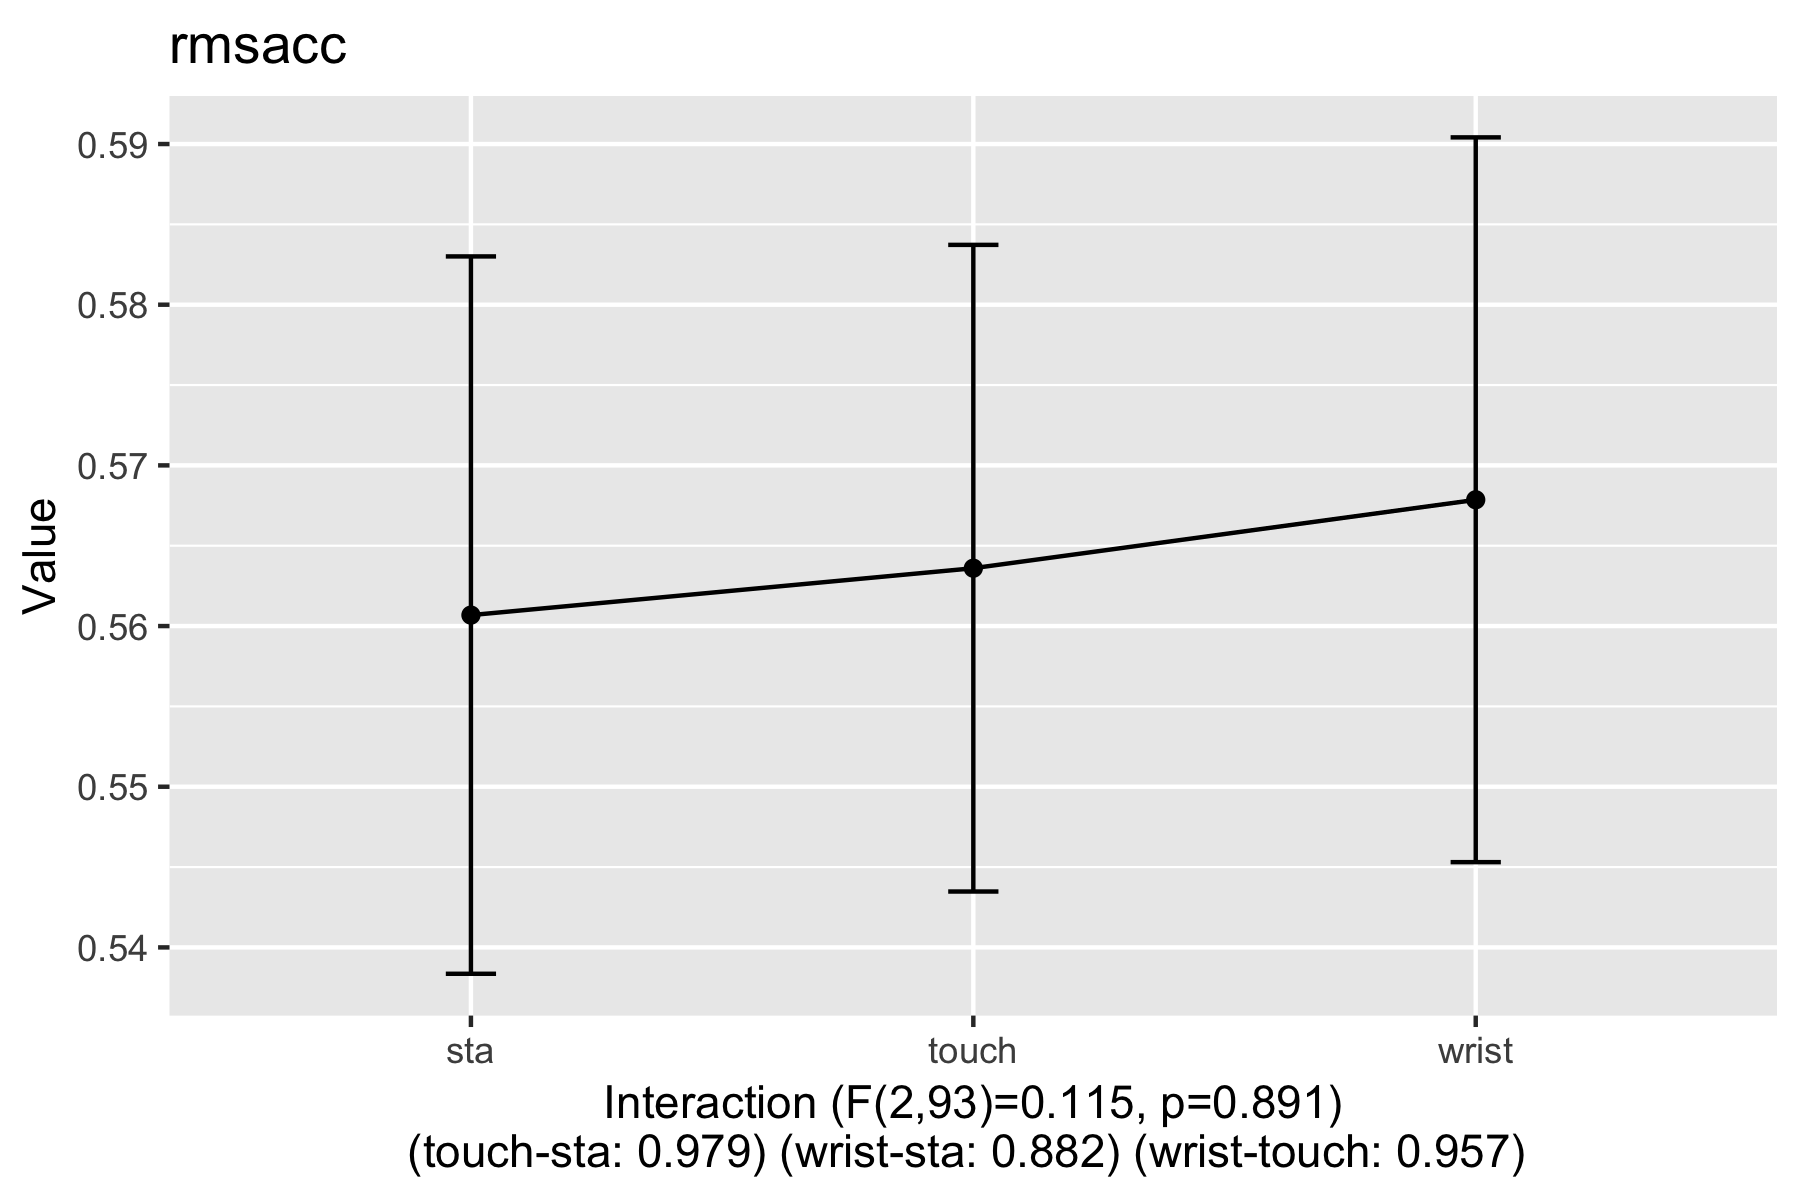 rmsacc
0.59
0.58
0.57
0.56
0.55
0.54
Value
sta touch wrist
Interaction (F(2,93)=0.115, p=0.891)
(touch-sta: 0.979) (wrist-sta: 0.882) (wrist-touch: 0.957)